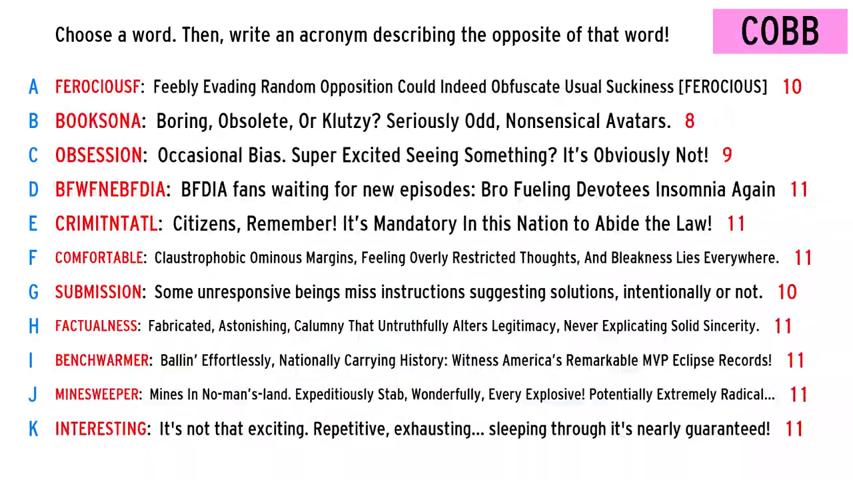 Choose a word. Then, write an acronym describing the opposite of that word! COBB
A FEROCIOUSF: Feebly Evading Random Opposition Could Indeed Obfuscate Usual Suckiness [FEROCIOUS] 10
B BOOKSONA: Boring, Obsolete, Or Klutzy? Seriously Odd, Nonsensical Avatars. 8
C OBSESSION: Occasional Bias. Super Excited Seeing Something? It's Obviously Not! 9
D BFWFNEBFDIA: BFDIA fans waiting for new episodes: Bro Fueling Devotees Insomnia Again 11
E CRIMITNTATL: Citizens, Remember! It's Mandatory In this Nation to Abide the Law! 11
F COMFORTABLE: Claustrophobic Ominous Margins, Feeling Overly Restricted Thoughts, And Bleakness Lies Everywhere. 11
G SUBMISSION: Some unresponsive beings miss instructions suggesting solutions, intentionally or not. 10
H FACTUALNESS: Fabricated, Astonishing, Calumny That Untruthfully Alters Legitimacy, Never Explicating Solid Sincerity. 11
I BENCHWARMER: Ballin' Effortlessly, Nationally Carrying History: Witness America's Remarkable MVP Eclipse Records! 11
J MINESWEEPER: Mines In No-man's-land. Expeditiously Stab, Wonderfully, Every Explosive! Potentially Extremely Radical... 11
K INTERESTING: It's not that exciting. Repetitive, exhausting... sleeping through it's nearly guaranteed! 11